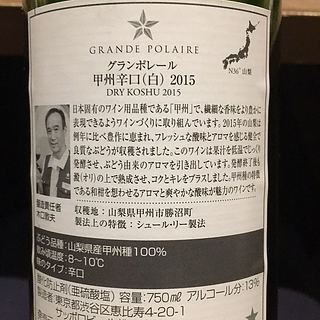 GRANDE POLAIRE
グランポレール
甲州辛口(白) 2015
DRY KOSHU 2015
N36° 山梨
日本固有のワイン用品種である「甲州」で、繊細な香味をより豊かに
表現できるようワインづくりに取り組んでいます。2015年の山梨は
例年に比べ豊作に恵まれ、フレッシュな酸味とアロマを感じる健全で
良質なぶどうが収穫されました。このワインは果汁を低温でじっくり
発酵させ、ぶどう由来のアロマを引き出しています。発酵終了後も
澱(オリ)の上で熟成させ、コクとキレをプラスしました。甲州種の特徴
である和柑を想わせるアロマと爽やかな酸味が魅力のワインです。
醸造責任者
収穫地:山梨県甲州市勝沼町
製法上の特徴:シュール・リー製法
ぶどう品種:山梨県産甲州種100%
飲み頃温度:8~10℃
味のタイプ:辛口
酸化防止剤(亜硫酸塩) 容量:750㎖ アルコール分:13%
東京都渋谷区恵比寿4-20-1